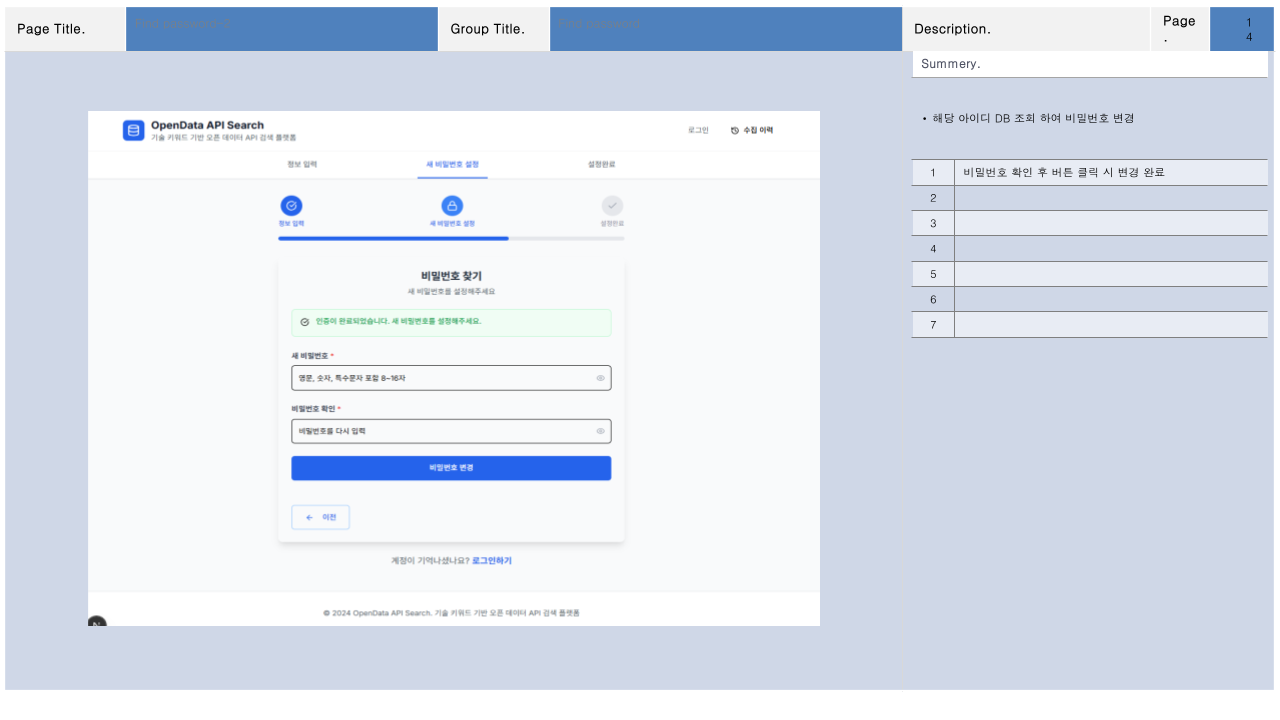 Page Title.
Find password-2
Group Title.
Find password
Description.
Page
.
1
4
Summery.
• 해당 아이디 DB 조회 하여 비밀번호 변경
1 비밀번호 확인 후 버튼 클릭 시 변경 완료
2
3
4
5
6
7
OpenData API Search
기술 키워드 기반 오픈 데이터 API 검색 플랫폼
로그인 수집 이력
정보 입력 새 비밀번호 설정 설정완료
정보 입력 새 비밀번호 설정 설정완료
비밀번호 찾기
새 비밀번호를 설정해주세요
인증이 완료되었습니다. 새 비밀번호를 설정해주세요.
새 비밀번호 *
영문, 숫자, 특수문자 포함 8~16자
비밀번호 확인 *
비밀번호를 다시 입력
비밀번호 변경
← 이전
계정이 기억나셨나요? 로그인하기
© 2024 OpenData API Search. 기술 키워드 기반 오픈 데이터 API 검색 플랫폼
N